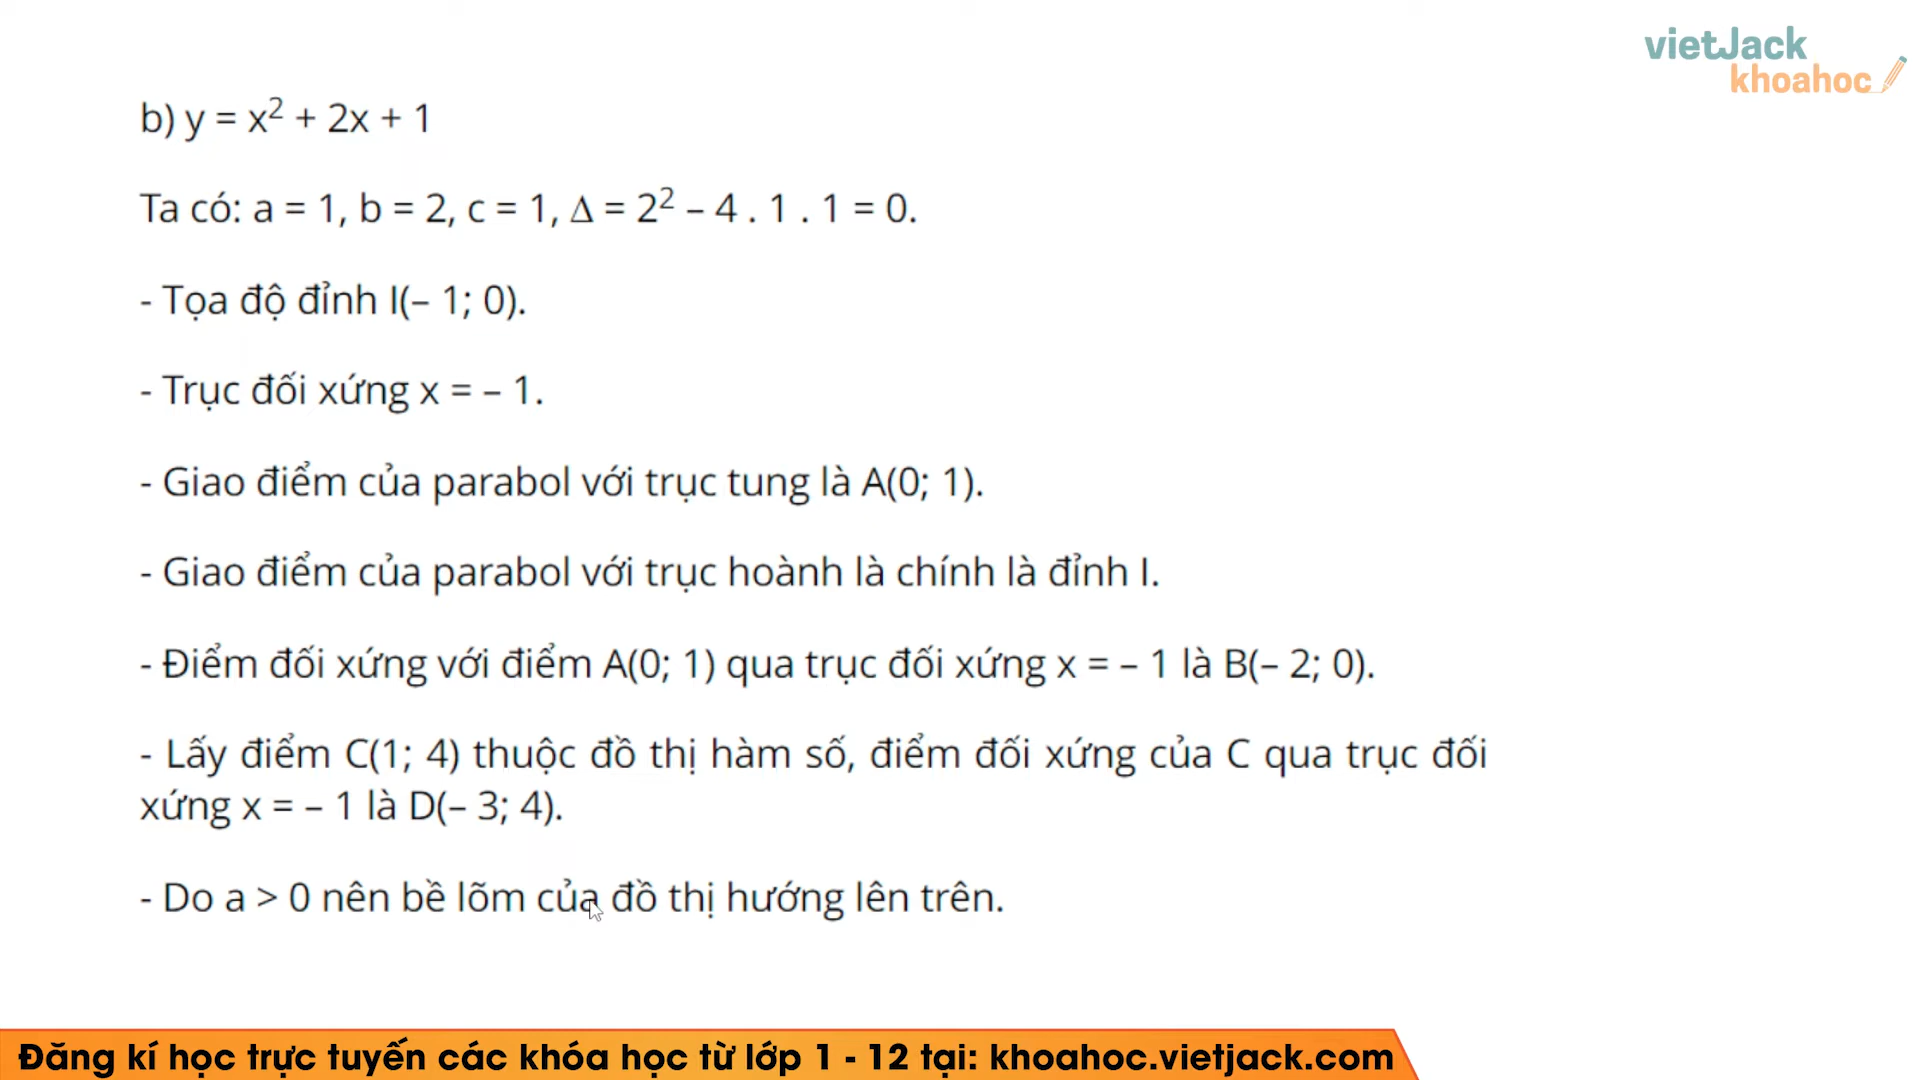 vietJack
khoahoc
b) y = x² + 2x + 1
Ta có: a = 1, b = 2, c = 1, Δ = 2² – 4 . 1 . 1 = 0.
- Tọa độ đỉnh I(– 1; 0).
- Trục đối xứng x = – 1.
- Giao điểm của parabol với trục tung là A(0; 1).
- Giao điểm của parabol với trục hoành là chính là đỉnh I.
- Điểm đối xứng với điểm A(0; 1) qua trục đối xứng x = – 1 là B(– 2; 0).
- Lấy điểm C(1; 4) thuộc đồ thị hàm số, điểm đối xứng của C qua trục đối
xứng x = – 1 là D(– 3; 4).
- Do a > 0 nên bề lõm của đồ thị hướng lên trên.
Đăng kí học trực tuyến các khóa học từ lớp 1 - 12 tại: khoahoc.vietjack.com